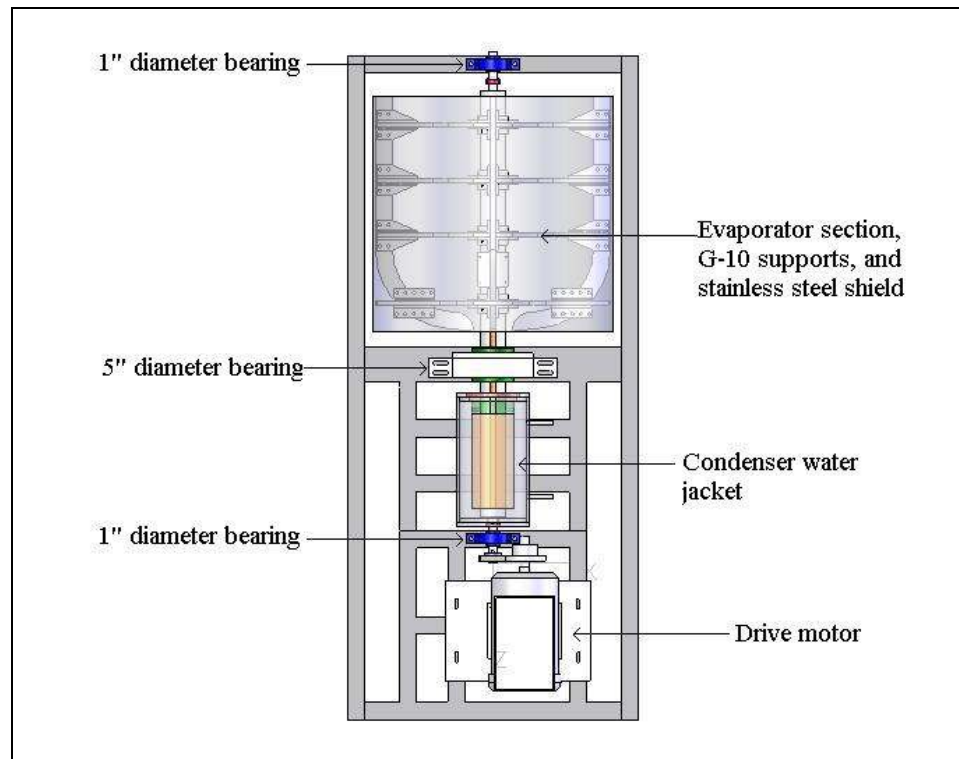 1" diameter bearing
Evaporator section,
G-10 supports, and
stainless steel shield
5" diameter bearing
Condenser water
jacket
1" diameter bearing
X
Drive motor
Z